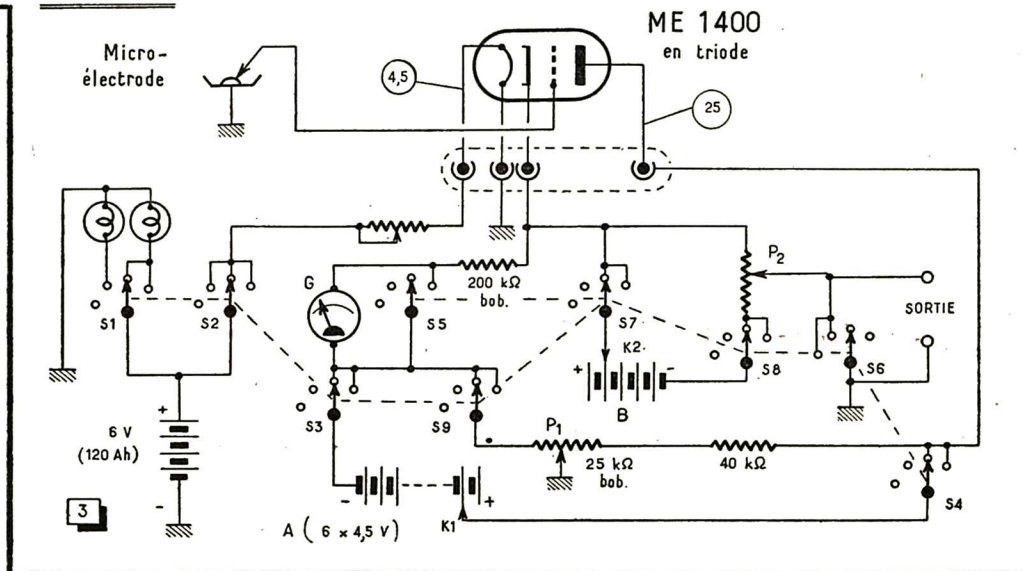 ME 1400
en triode
Micro-
électrode
4,5
25
P2
G
200 kΩ
bob.
SORTIE
S1
S2
S5
S7
S8
S6
K2
+
-
B
S3
S9
P1
+
6 V
(120 Ah)
-
25 kΩ
bob.
40 kΩ
S4
-
+
K1
A ( 6 x 4,5 V )
3